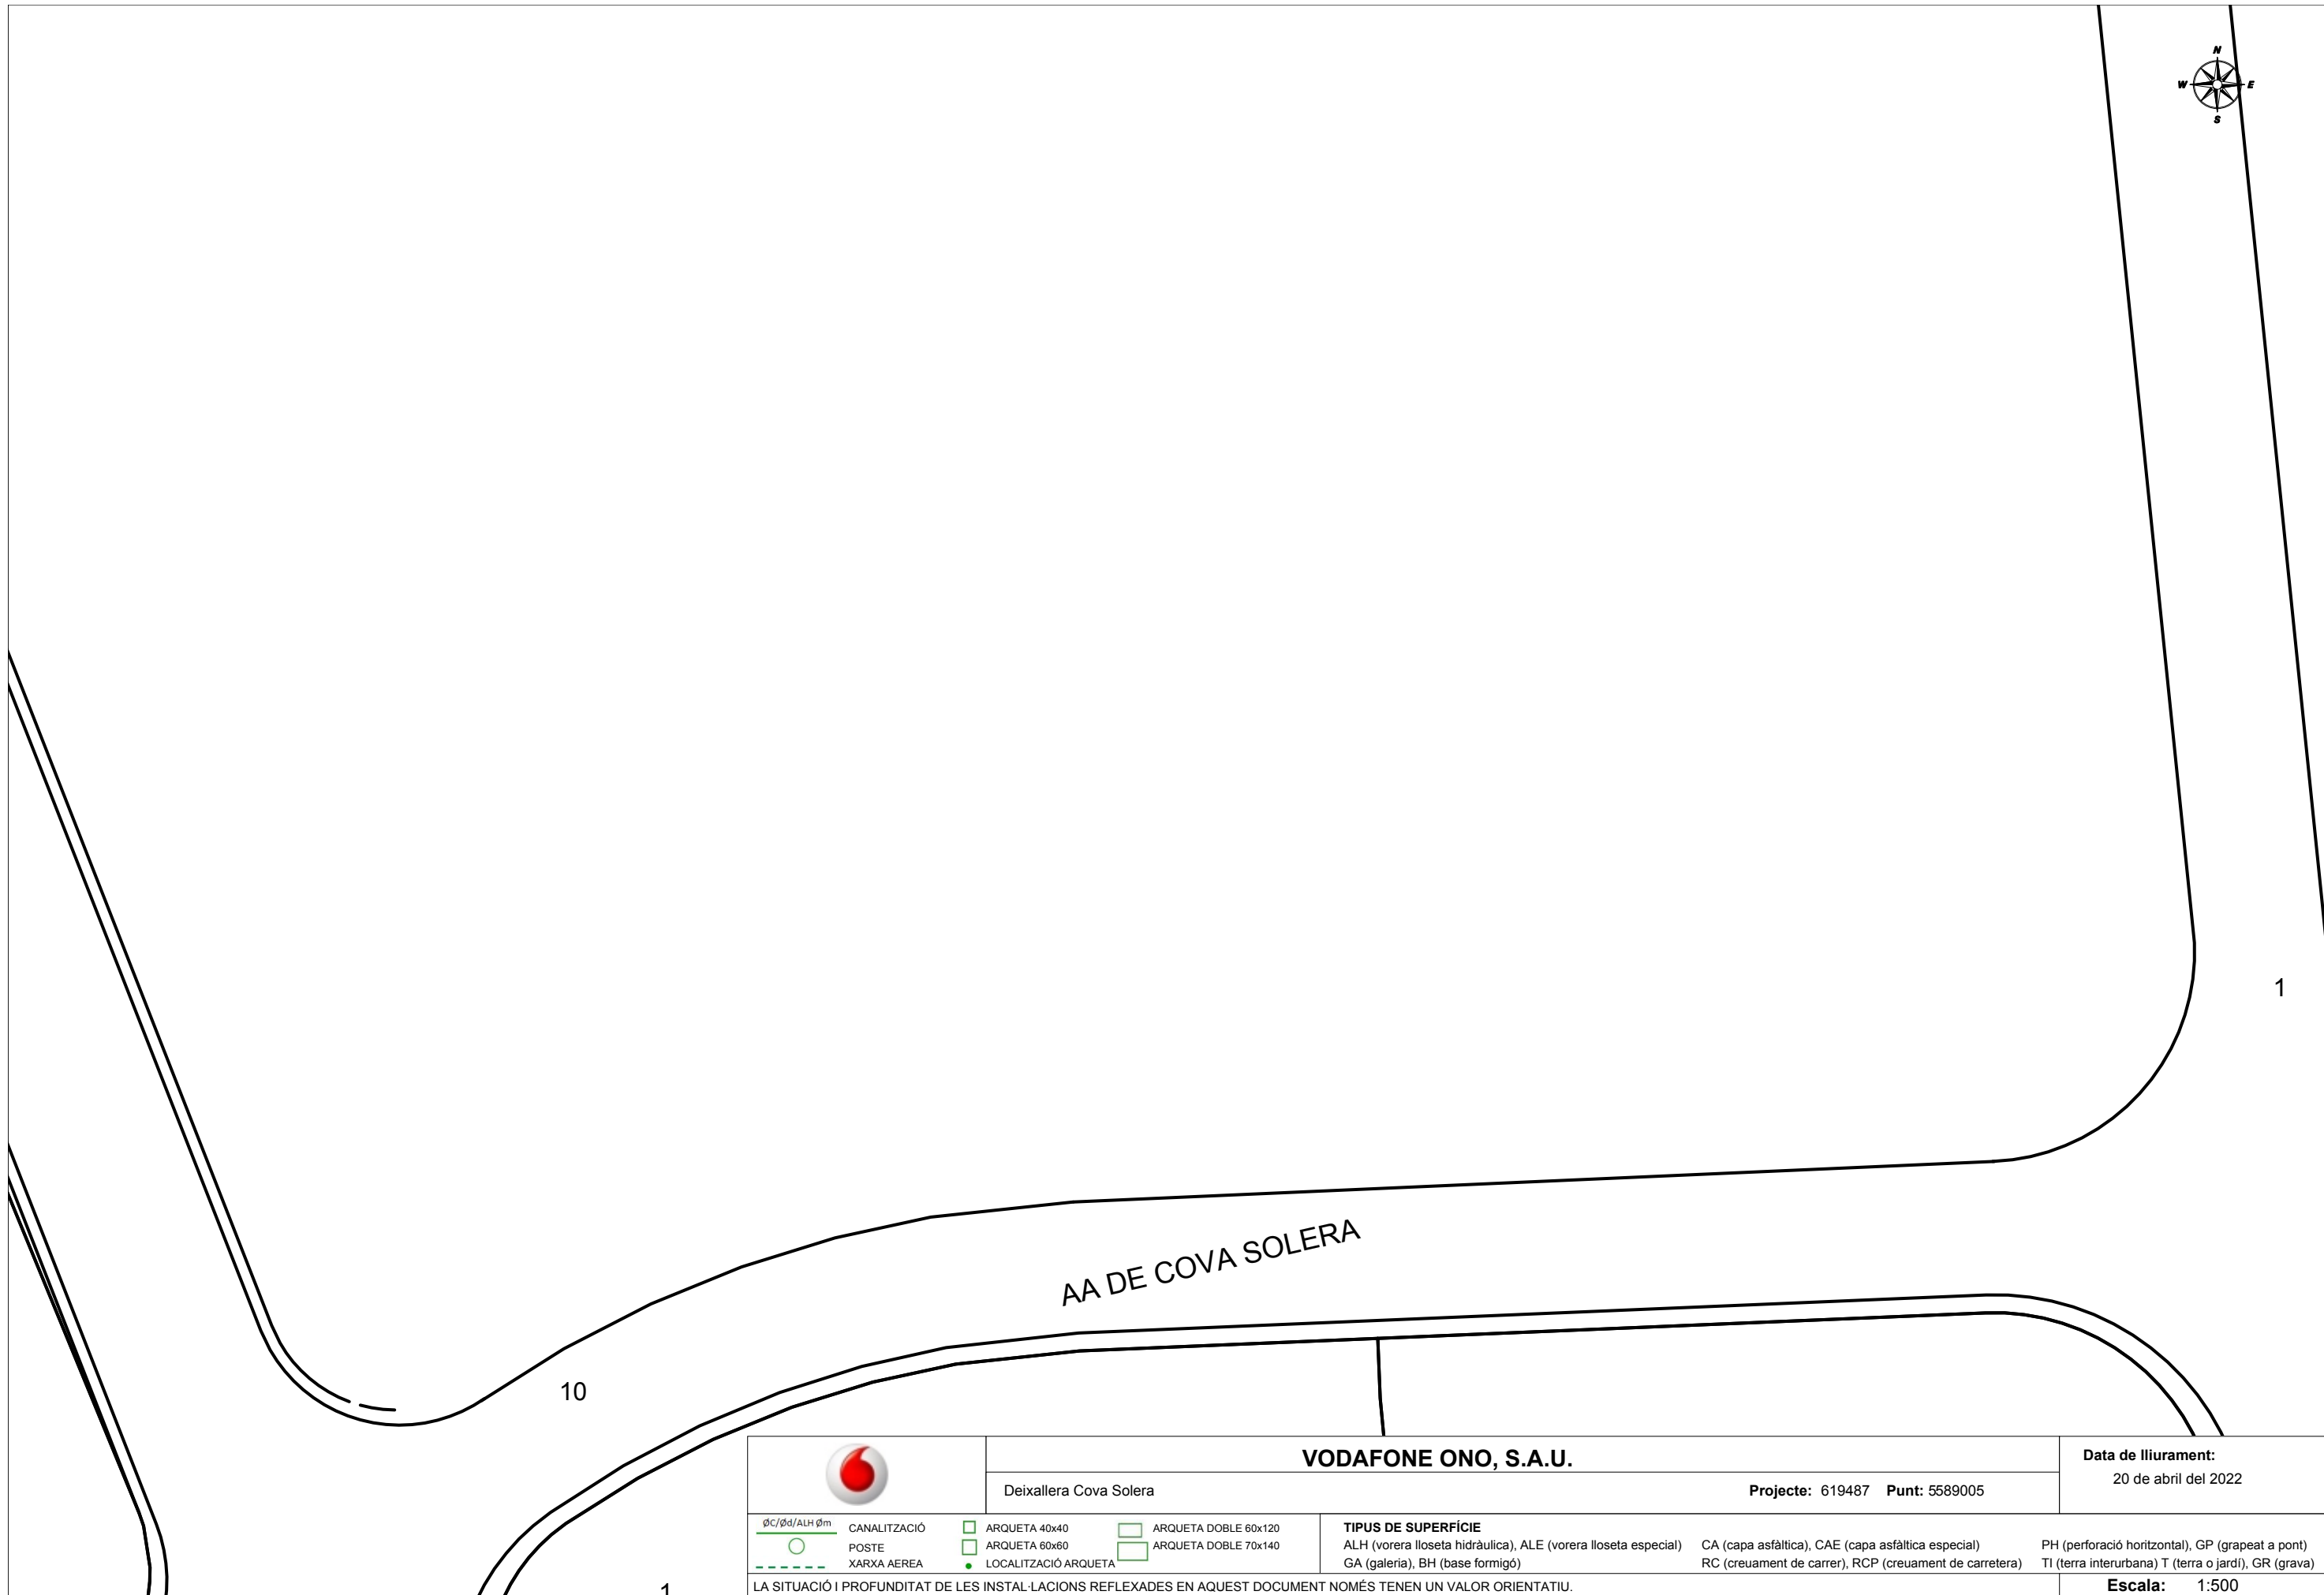 N
W E
S
1
AA DE COVA SOLERA
10
1
VODAFONE ONO, S.A.U.
Data de lliurament:
20 de abril del 2022
Deixallera Cova Solera
Projecte: 619487 Punt: 5589005
ØC/Ød/ALH Øm CANALITZACIÓ
POSTE
XARXA AEREA
ARQUETA 40x40
ARQUETA 60x60
LOCALITZACIÓ ARQUETA
ARQUETA DOBLE 60x120
ARQUETA DOBLE 70x140
TIPUS DE SUPERFÍCIE
ALH (vorera lloseta hidràulica), ALE (vorera lloseta especial) CA (capa asfàltica), CAE (capa asfàltica especial) PH (perforació horitzontal), GP (grapeat a pont)
GA (galeria), BH (base formigó) RC (creuament de carrer), RCP (creuament de carretera) TI (terra interurbana) T (terra o jardí), GR (grava)
LA SITUACIÓ I PROFUNDITAT DE LES INSTAL·LACIONS REFLEXADES EN AQUEST DOCUMENT NOMÉS TENEN UN VALOR ORIENTATIU.
Escala: 1:500